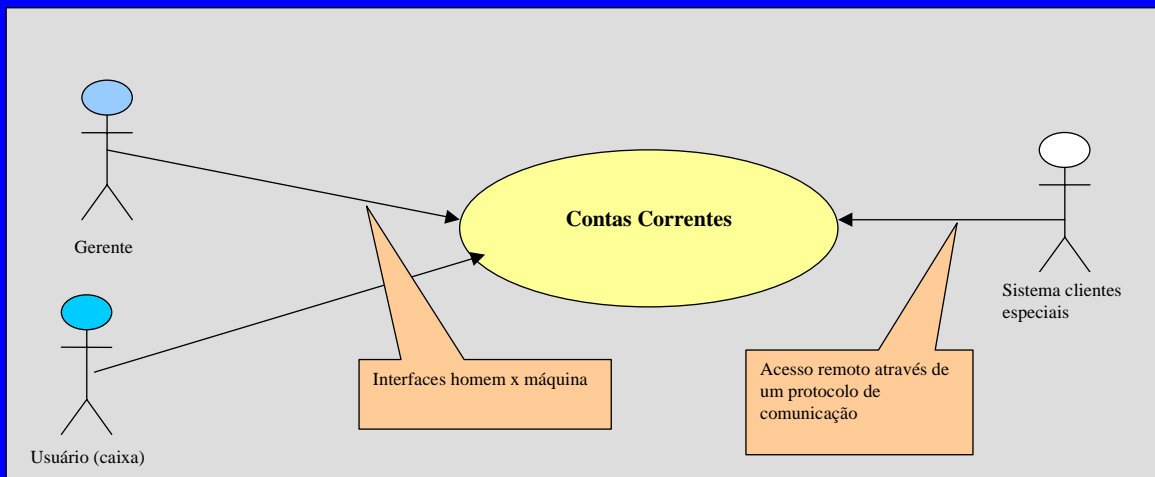 Contas Correntes
Gerente
Sistema clientes
especiais
Interfaces homem x máquina
Acesso remoto através de
um protocolo de
comunicação
Usuário (caixa)